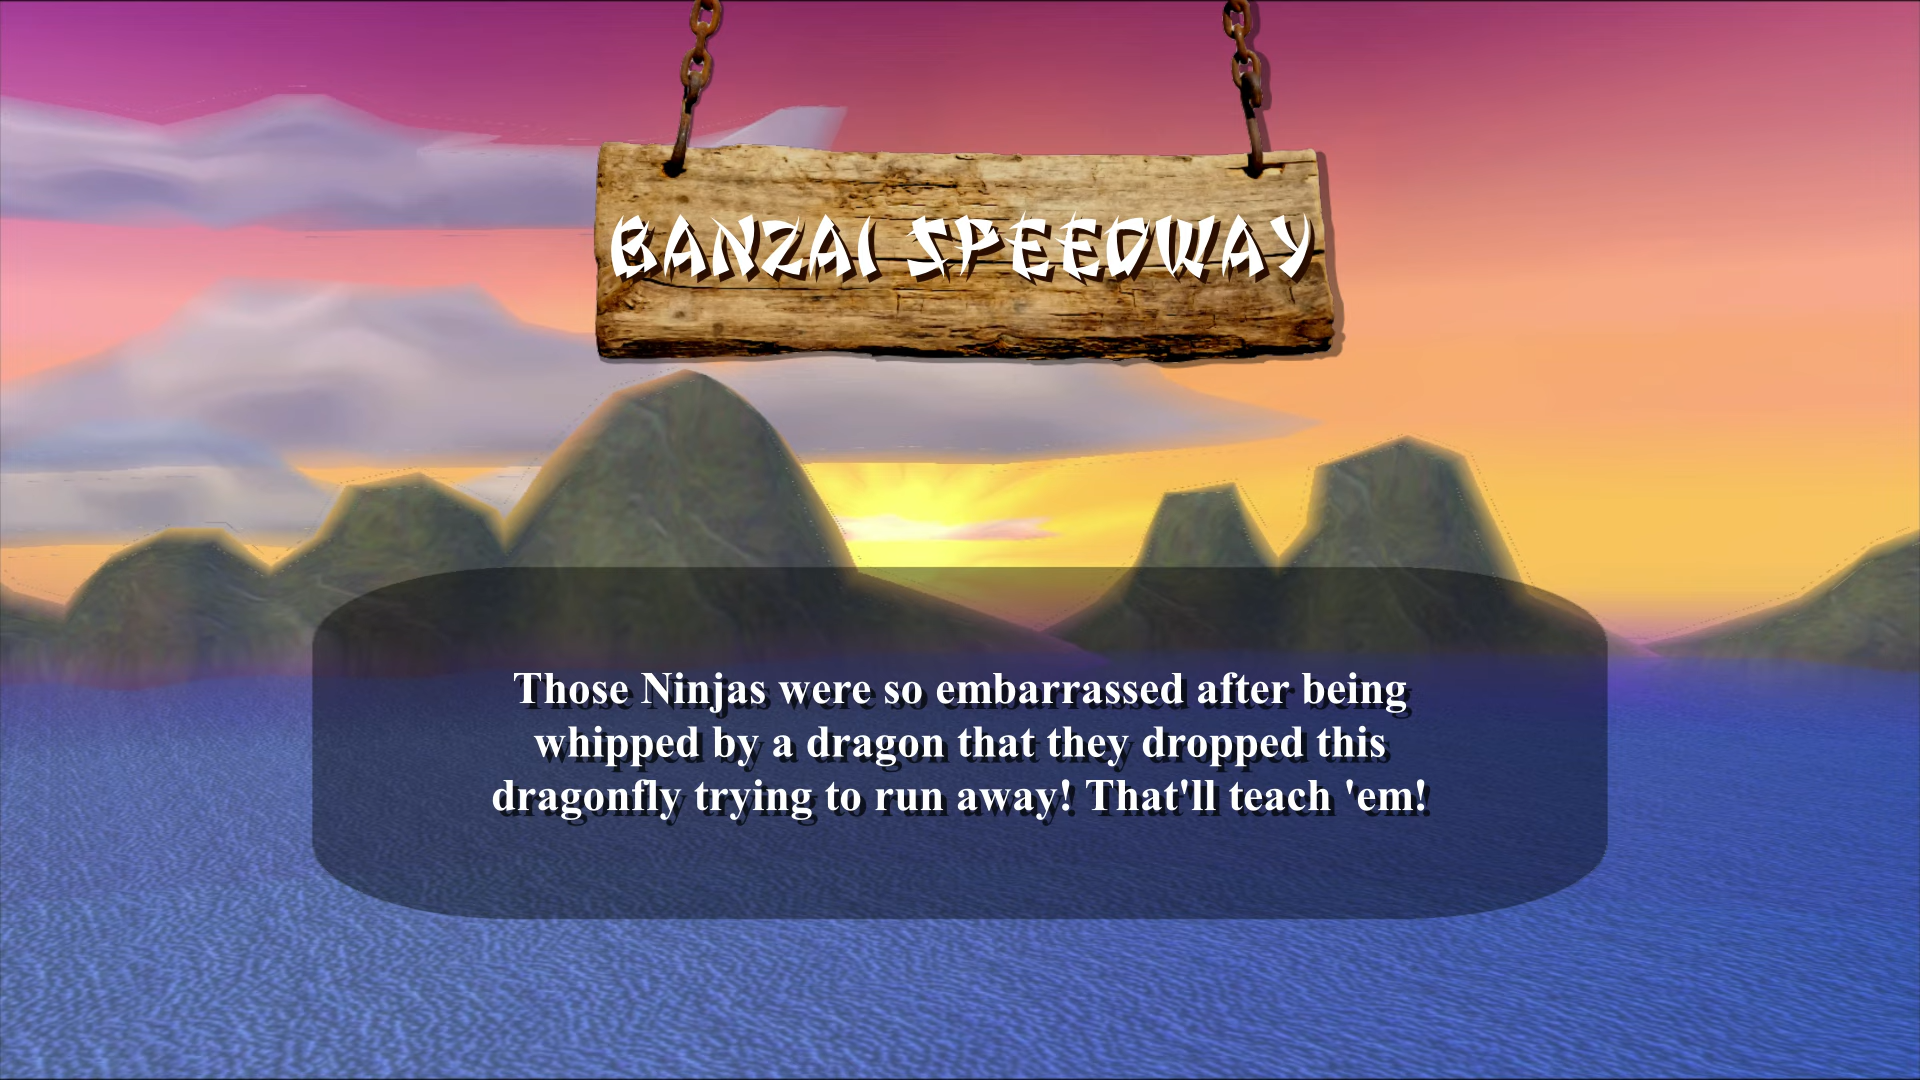 BANZAI SPEEDWAY
Those Ninjas were so embarrassed after being
whipped by a dragon that they dropped this
dragonfly trying to run away! That'll teach 'em!